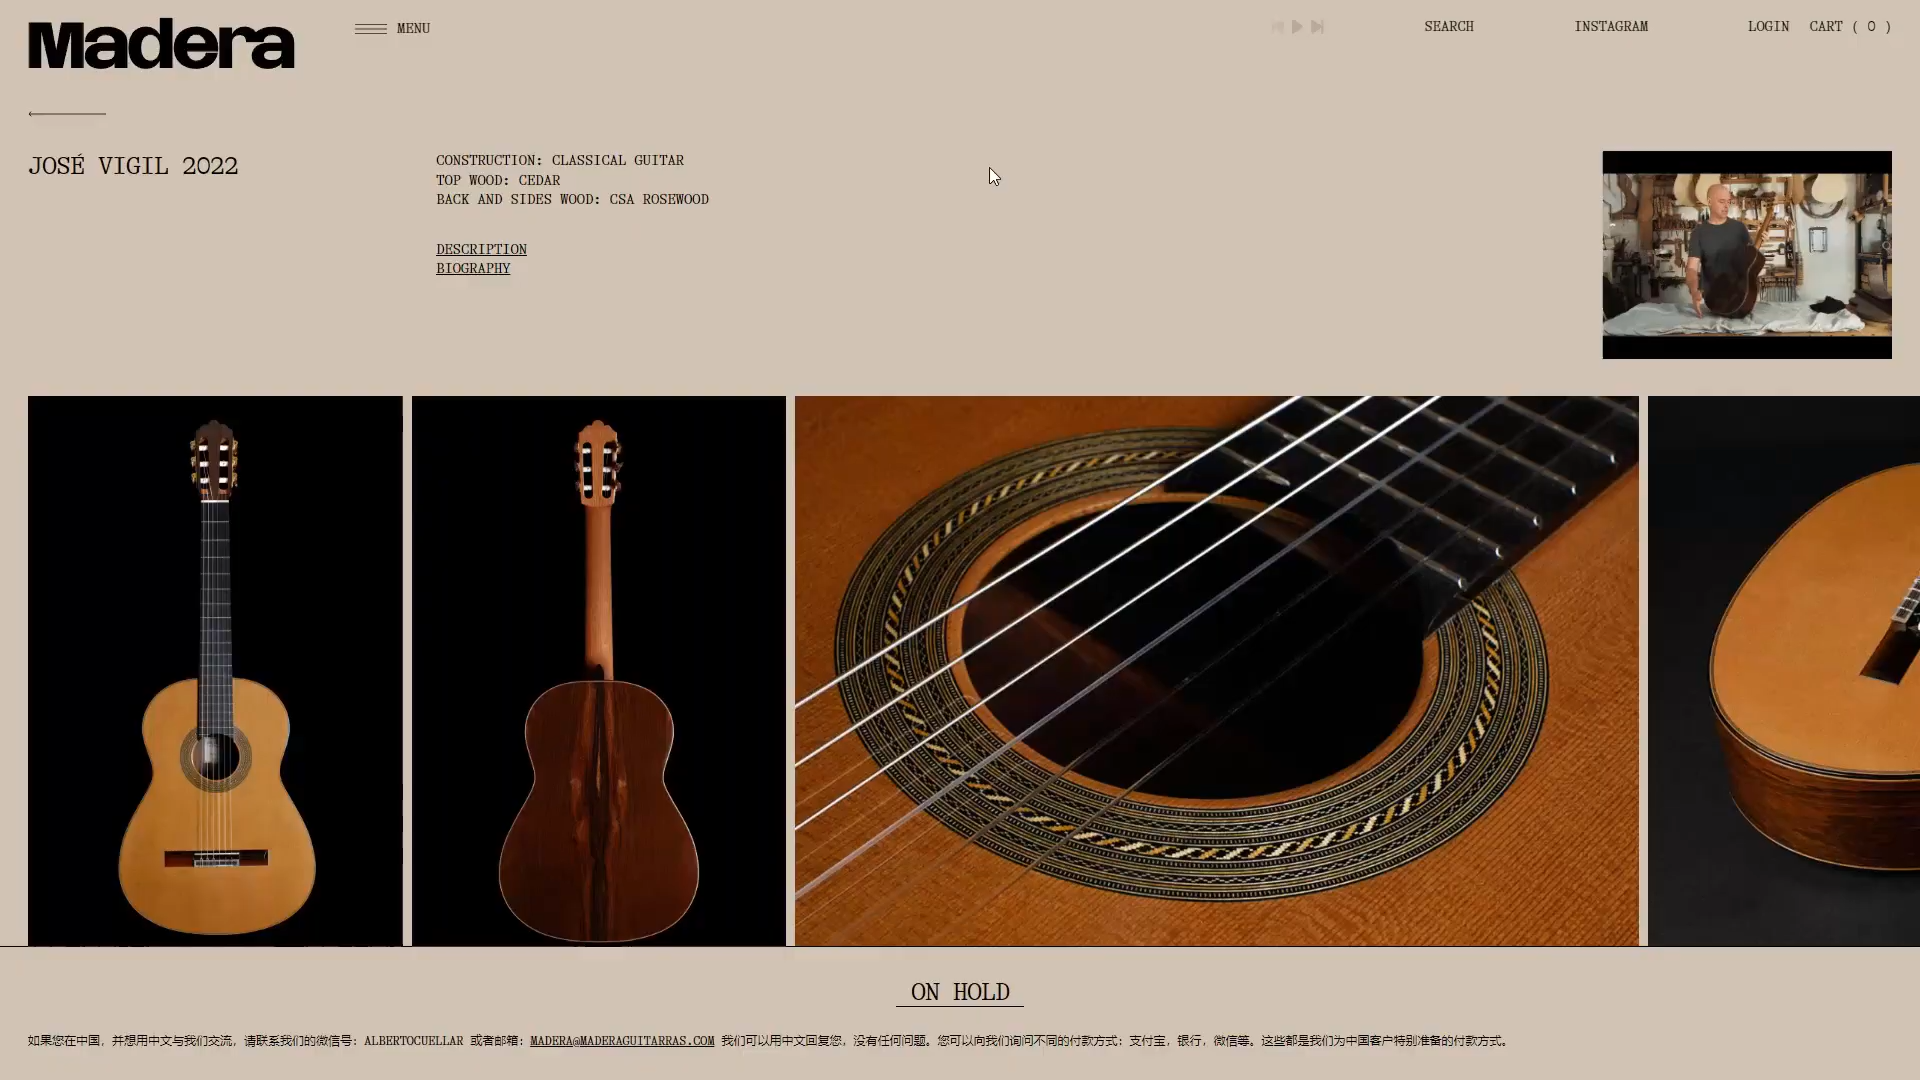 Madera
MENU
SEARCH
INSTAGRAM
LOGIN
CART ( 0 )
JOSÉ VIGIL 2022
CONSTRUCTION: CLASSICAL GUITAR
TOP WOOD: CEDAR
BACK AND SIDES WOOD: CSA ROSEWOOD
DESCRIPTION
BIOGRAPHY
ON HOLD
如果您在中国，并想用中文与我们交流，请联系我们的微信号：ALBERTOCUELLAR 或者邮箱：MADERA@MADERAGUITARRAS.COM 我们可以用中文回复您，没有任何问题。您可以向我们询问不同的付款方式：支付宝，银行，微信等。这些都是我们为中国客户特别准备的付款方式。